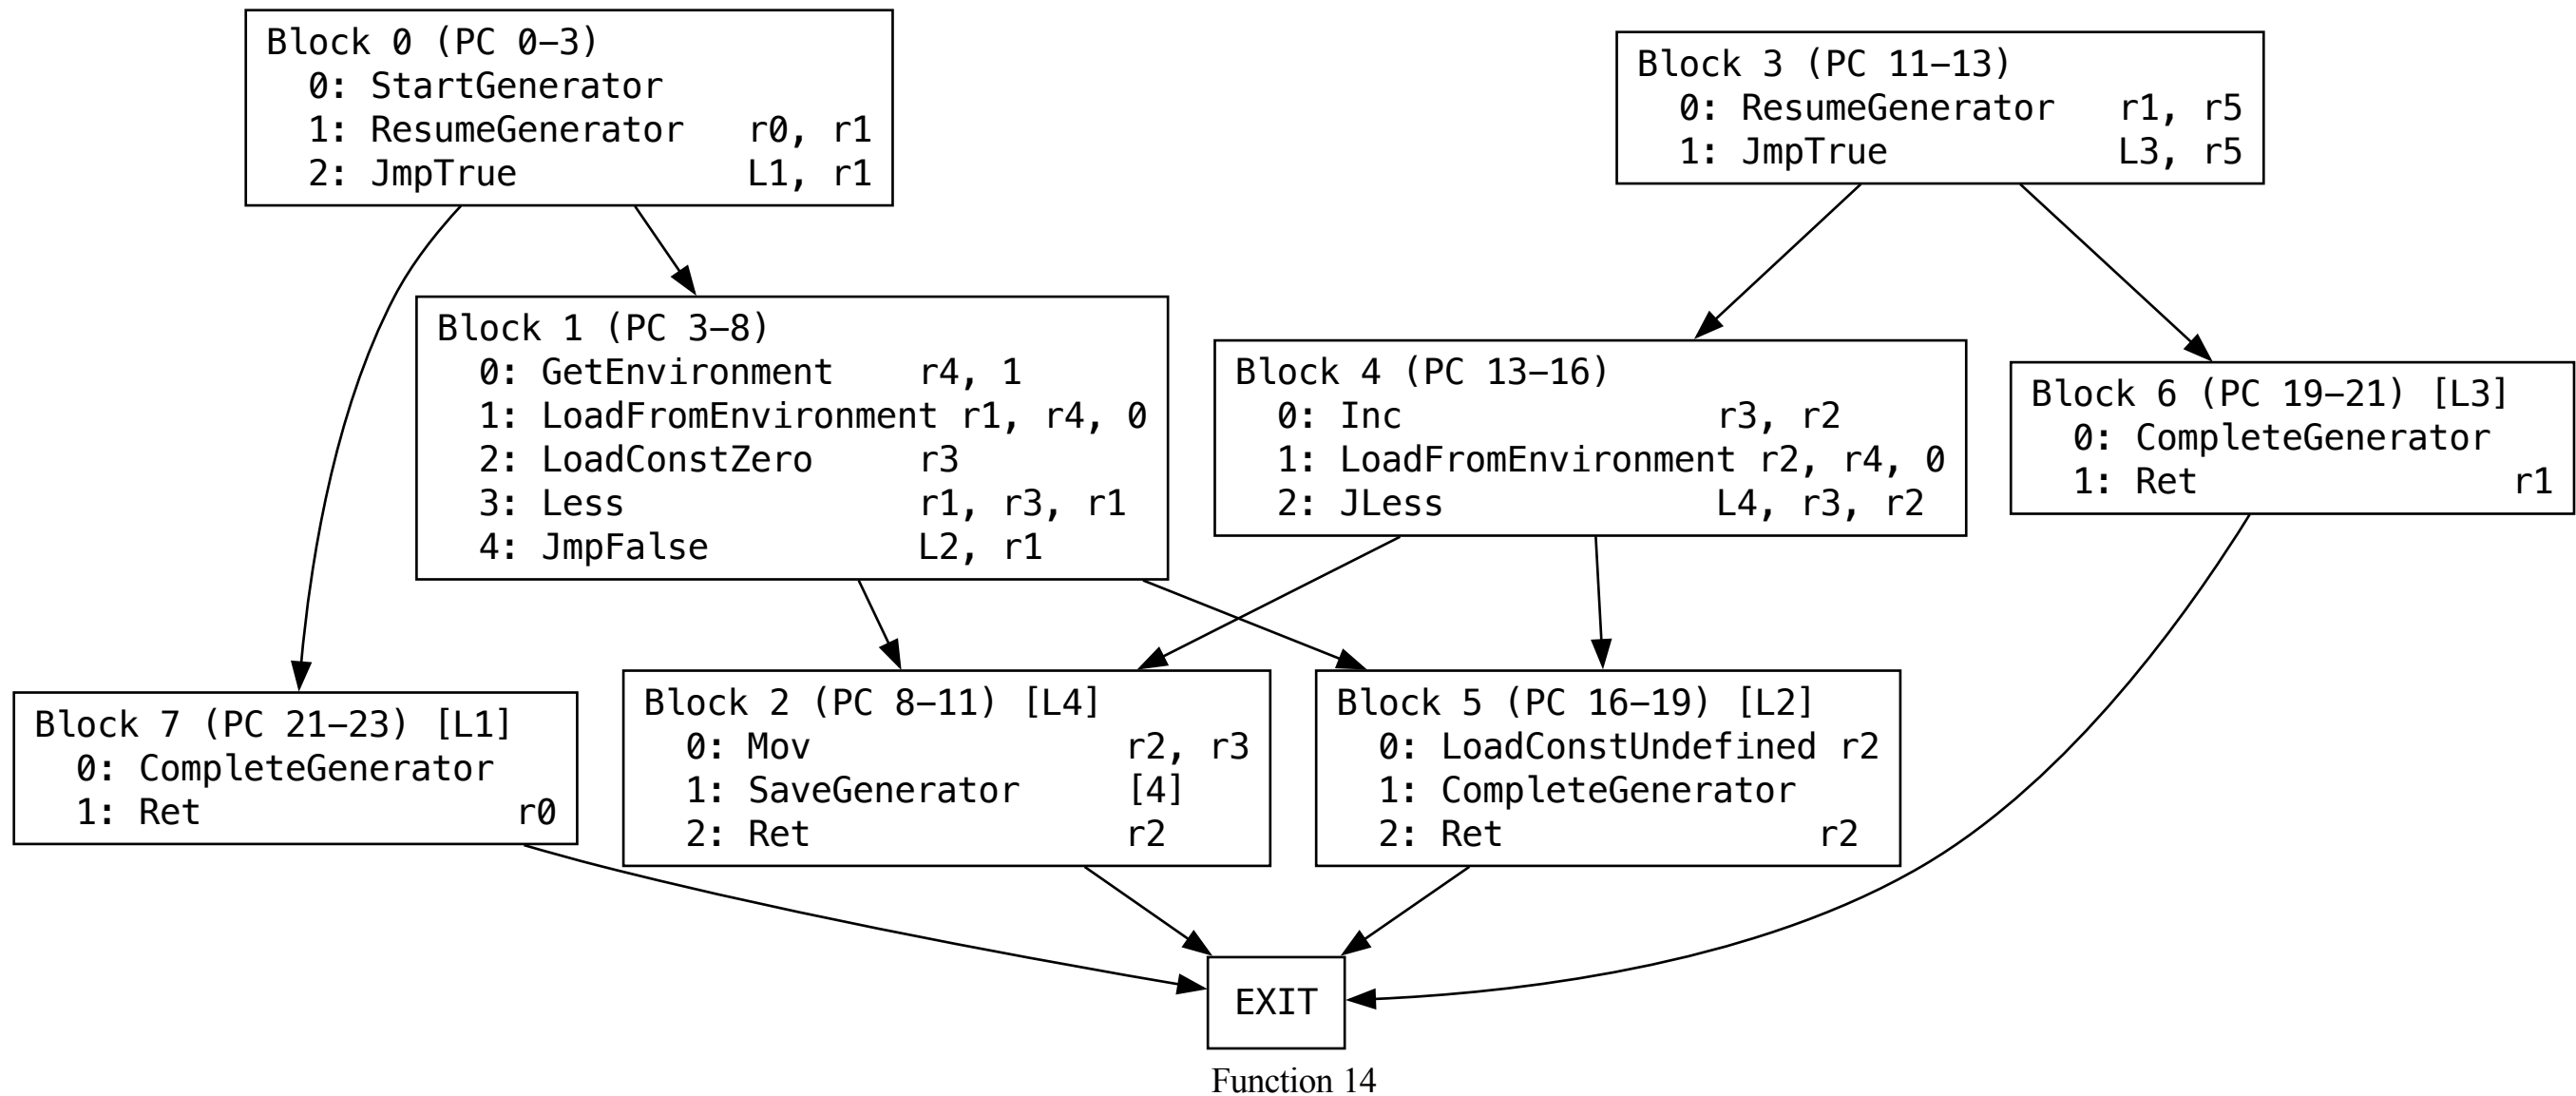 Block 0 (PC 0–3)
0: StartGenerator
1: ResumeGenerator r0, r1
2: JmpTrue L1, r1
Block 3 (PC 11–13)
0: ResumeGenerator r1, r5
1: JmpTrue L3, r5
Block 1 (PC 3–8)
0: GetEnvironment r4, 1
1: LoadFromEnvironment r1, r4, 0
2: LoadConstZero r3
3: Less r1, r3, r1
4: JmpFalse L2, r1
Block 4 (PC 13–16)
0: Inc r3, r2
1: LoadFromEnvironment r2, r4, 0
2: JLess L4, r3, r2
Block 6 (PC 19–21) [L3]
0: CompleteGenerator
1: Ret r1
Block 7 (PC 21–23) [L1]
0: CompleteGenerator
1: Ret r0
Block 2 (PC 8–11) [L4]
0: Mov r2, r3
1: SaveGenerator [4]
2: Ret r2
Block 5 (PC 16–19) [L2]
0: LoadConstUndefined r2
1: CompleteGenerator
2: Ret r2
EXIT
Function 14